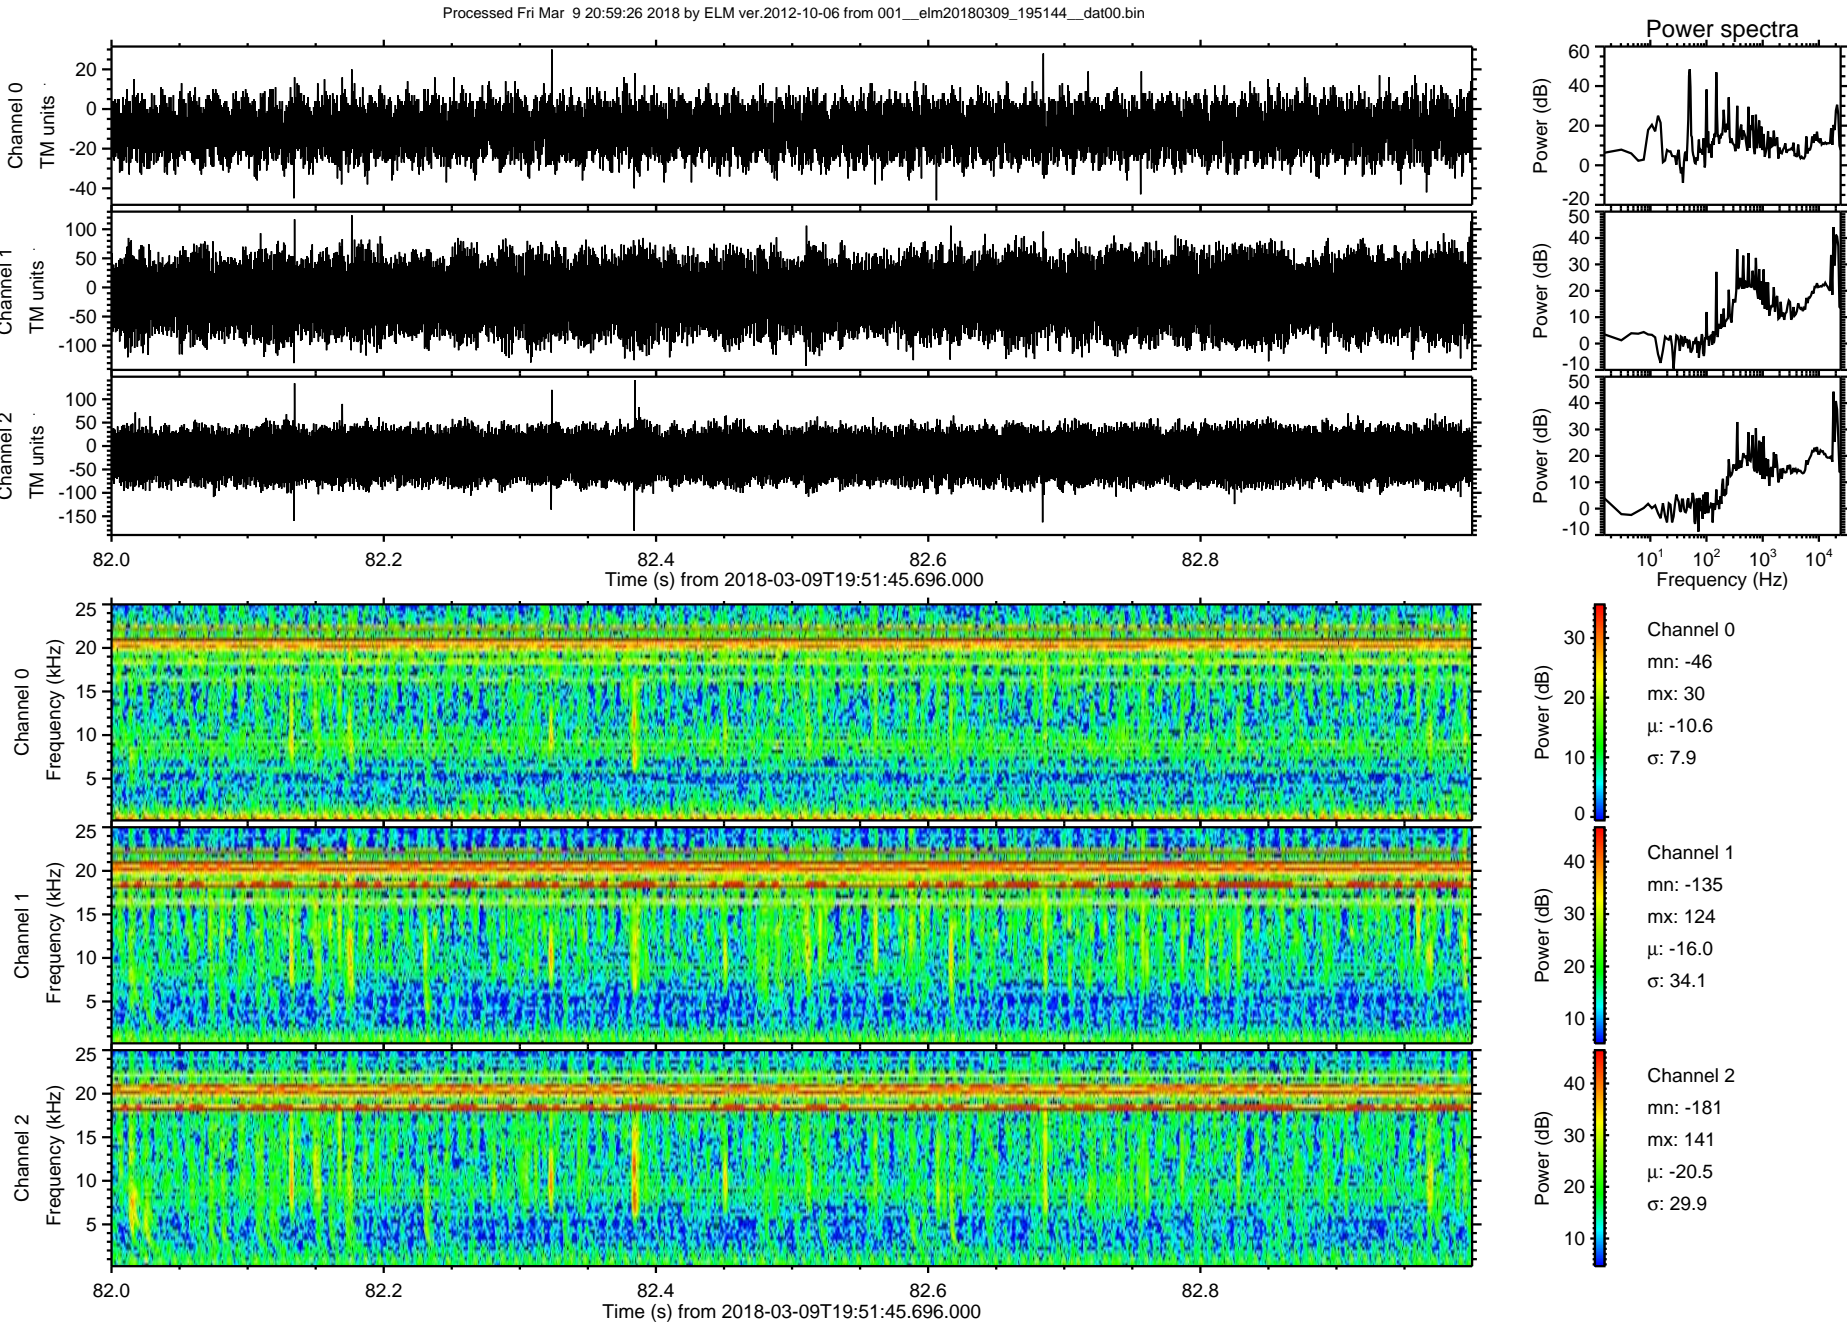 Processed Fri Mar 9 20:59:26 2018 by ELM ver.2012-10-06 from 001__elm20180309_195144__dat00.bin
Power spectra
Channel 0
TM units
20
0
-20
-40
Power (dB)
60
40
20
0
-20
Channel 1
TM units
100
50
0
-50
-100
Power (dB)
50
40
30
20
10
0
-10
Channel 2
TM units
100
50
0
-50
-100
-150
Power (dB)
50
40
30
20
10
0
-10
82.0 82.2 82.4 82.6 82.8
Time (s) from 2018-03-09T19:51:45.696.000
10^1 10^2 10^3 10^4
Frequency (Hz)
Channel 0
Frequency (kHz)
25
20
15
10
5
Power (dB)
30
20
10
0
Channel 0
mn: -46
mx: 30
μ: -10.6
σ: 7.9
Channel 1
Frequency (kHz)
25
20
15
10
5
Power (dB)
40
30
20
10
Channel 1
mn: -135
mx: 124
μ: -16.0
σ: 34.1
Channel 2
Frequency (kHz)
25
20
15
10
5
Power (dB)
40
30
20
10
Channel 2
mn: -181
mx: 141
μ: -20.5
σ: 29.9
82.0 82.2 82.4 82.6 82.8
Time (s) from 2018-03-09T19:51:45.696.000